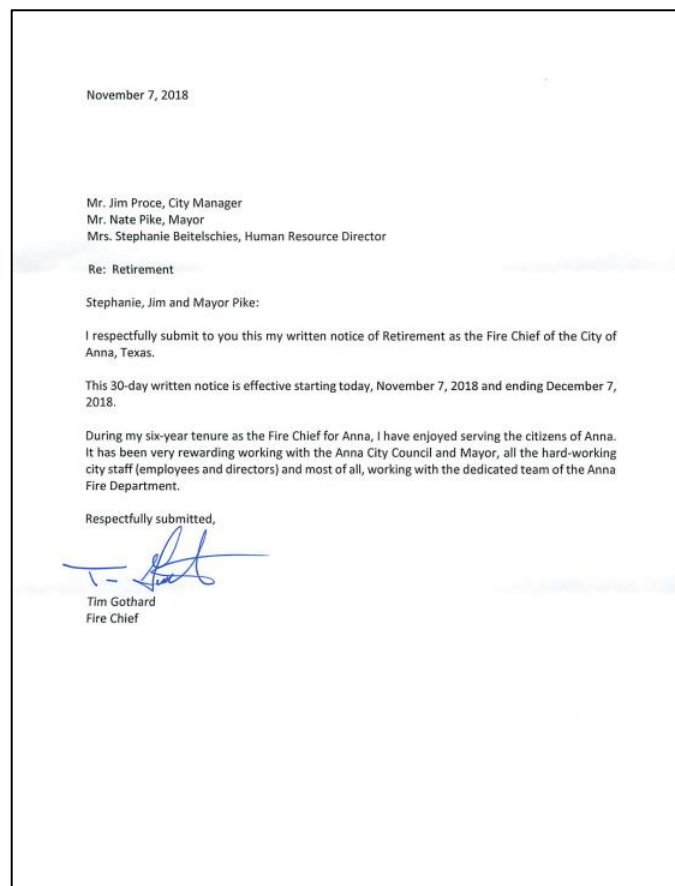 November 7, 2018
Mr. Jim Proce, City Manager
Mr. Nate Pike, Mayor
Mrs. Stephanie Beitelschies, Human Resource Director
Re: Retirement
Stephanie, Jim and Mayor Pike:
I respectfully submit to you this my written notice of Retirement as the Fire Chief of the City of
Anna, Texas.
This 30-day written notice is effective starting today, November 7, 2018 and ending December 7,
2018.
During my six-year tenure as the Fire Chief for Anna, I have enjoyed serving the citizens of Anna.
It has been very rewarding working with the Anna City Council and Mayor, all the hard-working
city staff (employees and directors) and most of all, working with the dedicated team of the Anna
Fire Department.
Respectfully submitted,
Tim Gothard
Fire Chief